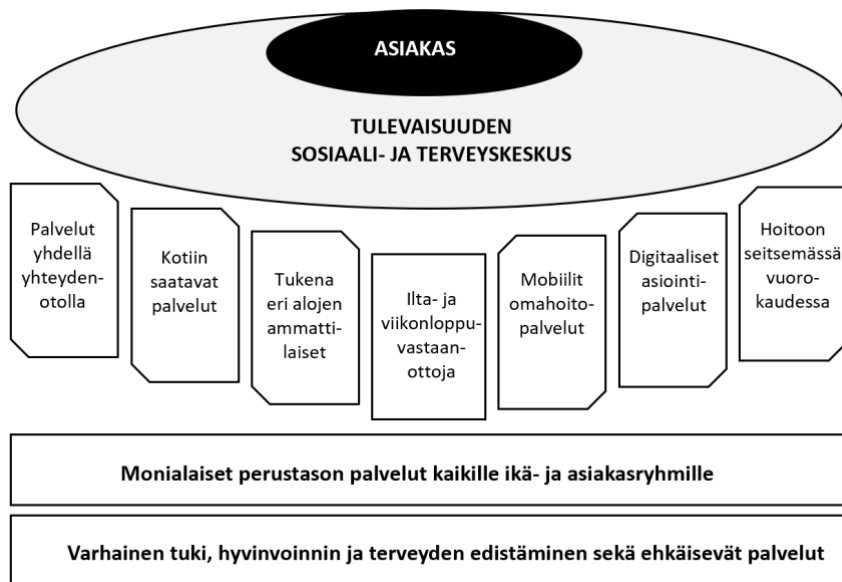 ASIAKAS
TULEVAISUUDEN
SOSIAALI- JA TERVEYSKESKUS
Palvelut
yhdellä
yhteyden-
otolla
Kotiin
saatavat
palvelut
Tukena
eri alojen
ammatti-
laiset
Ilta- ja
viikonloppu-
vastaan-
ottoja
Mobiilit
omahoito-
palvelut
Digitaaliset
asiointi-
palvelut
Hoitoon
seitsemässä
vuoro-
kaudessa
Monialaiset perustason palvelut kaikille ikä- ja asiakasryhmille
Varhainen tuki, hyvinvoinnin ja terveyden edistäminen sekä ehkäisevät palvelut